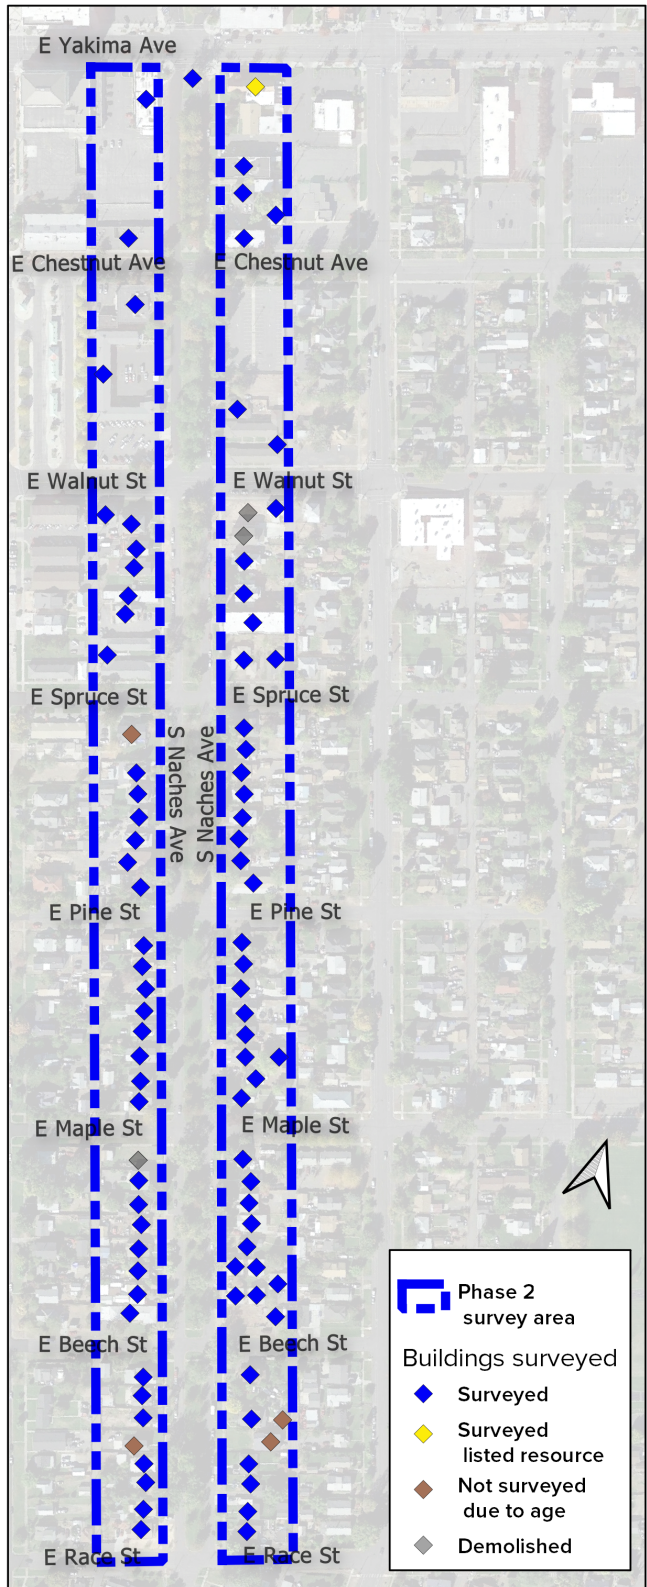 E Yakima Ave
E Chestnut Ave
E Chestnut Ave
E Walnut St
E Walnut St
E Spruce St
E Spruce St
S Naches Ave
S Naches Ave
E Pine St
E Pine St
E Maple St
E Maple St
E Beech St
E Beech St
E Race St
E Race St
Phase 2
survey area
Buildings surveyed
Surveyed
Surveyed
listed resource
Not surveyed
due to age
Demolished